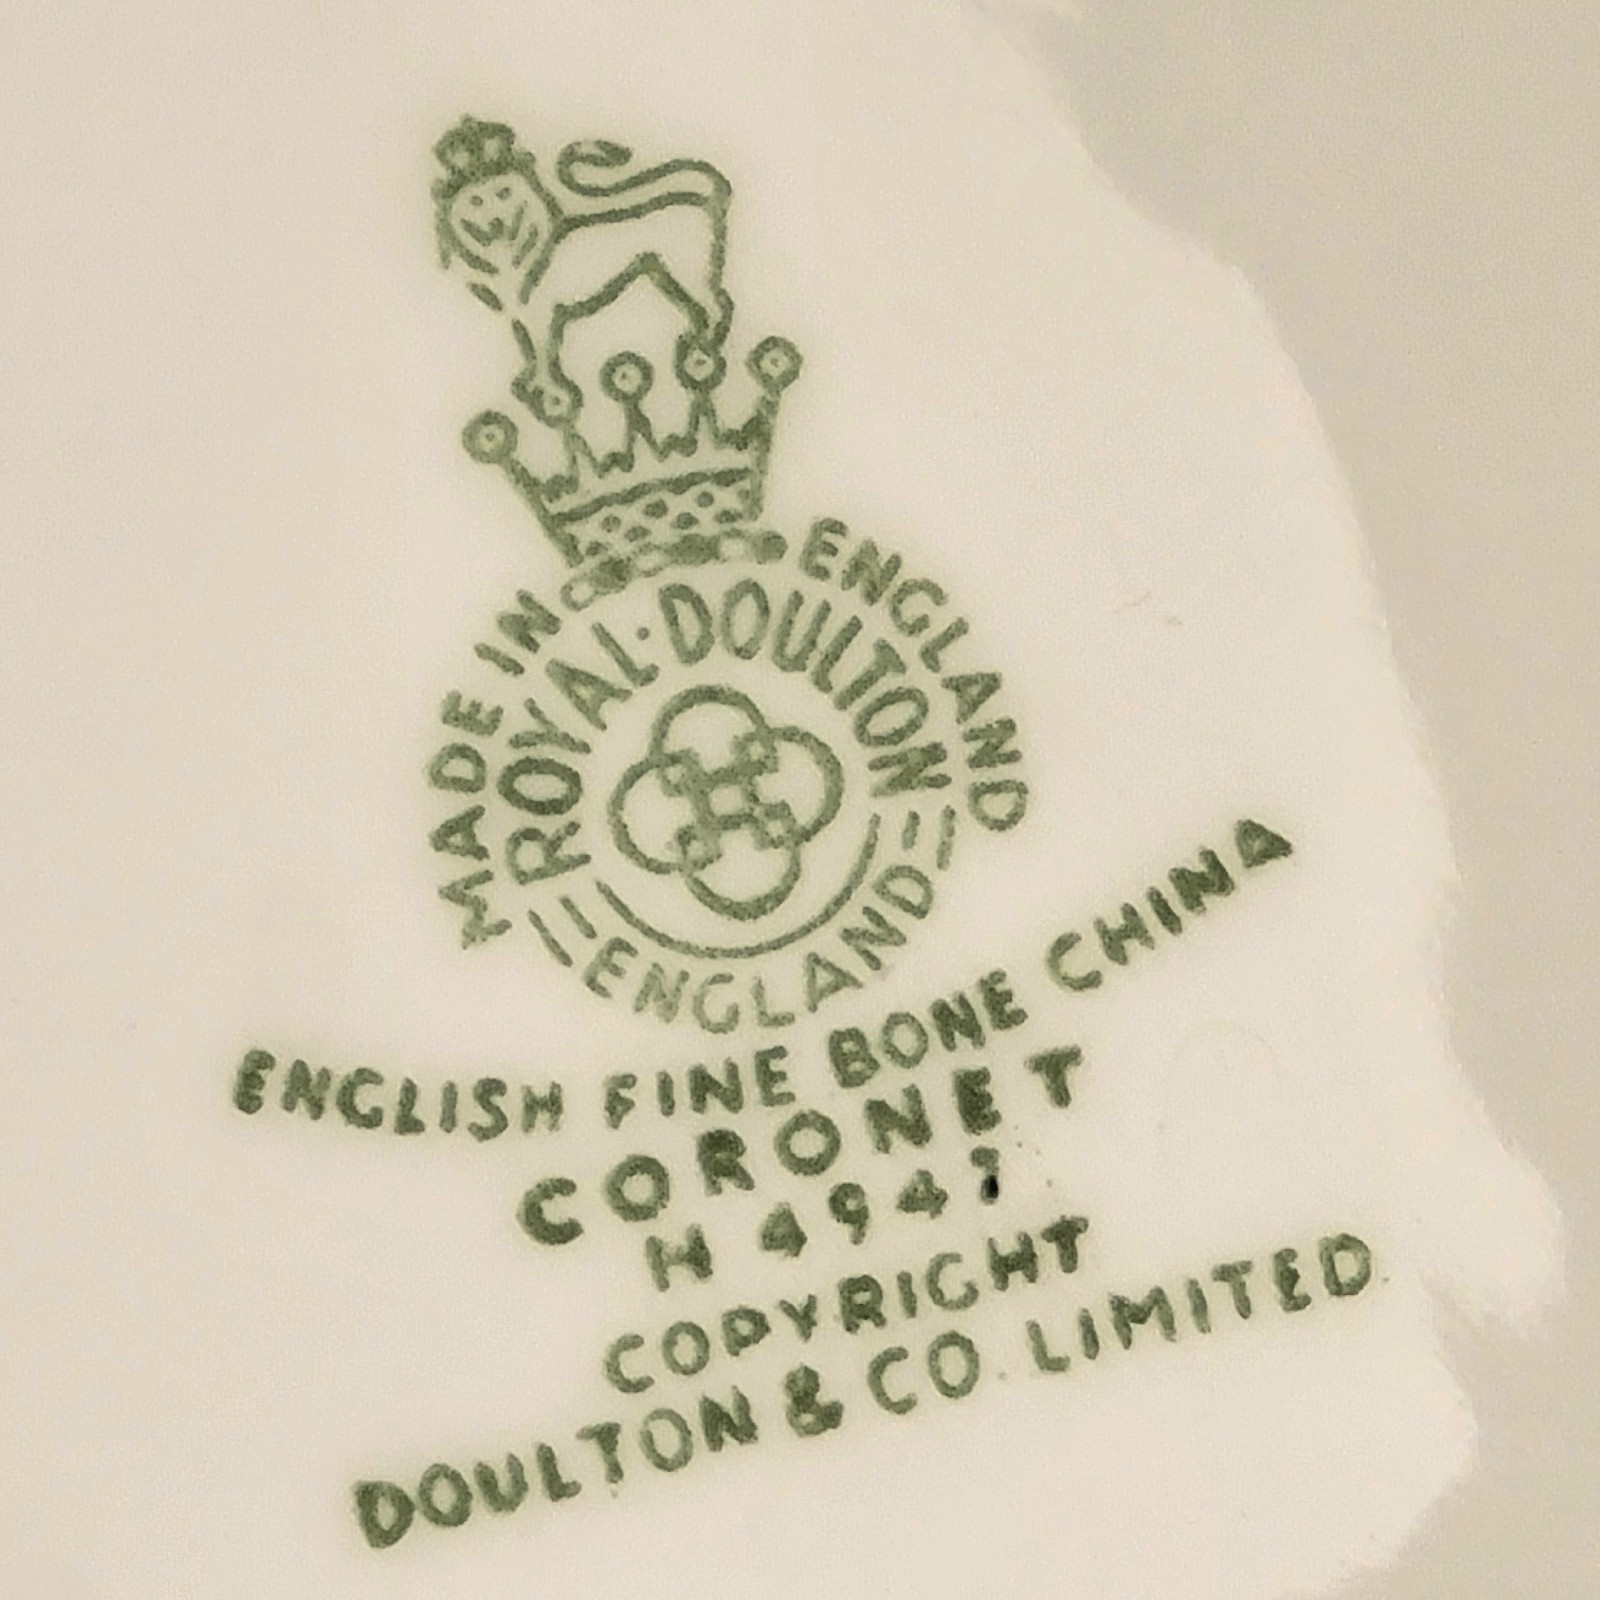 MADE IN ENGLAND
ROYAL·DOULTON
ENGLAND
ENGLISH FINE BONE CHINA
CORONET
H 4947
COPYRIGHT
DOULTON & CO. LIMITED